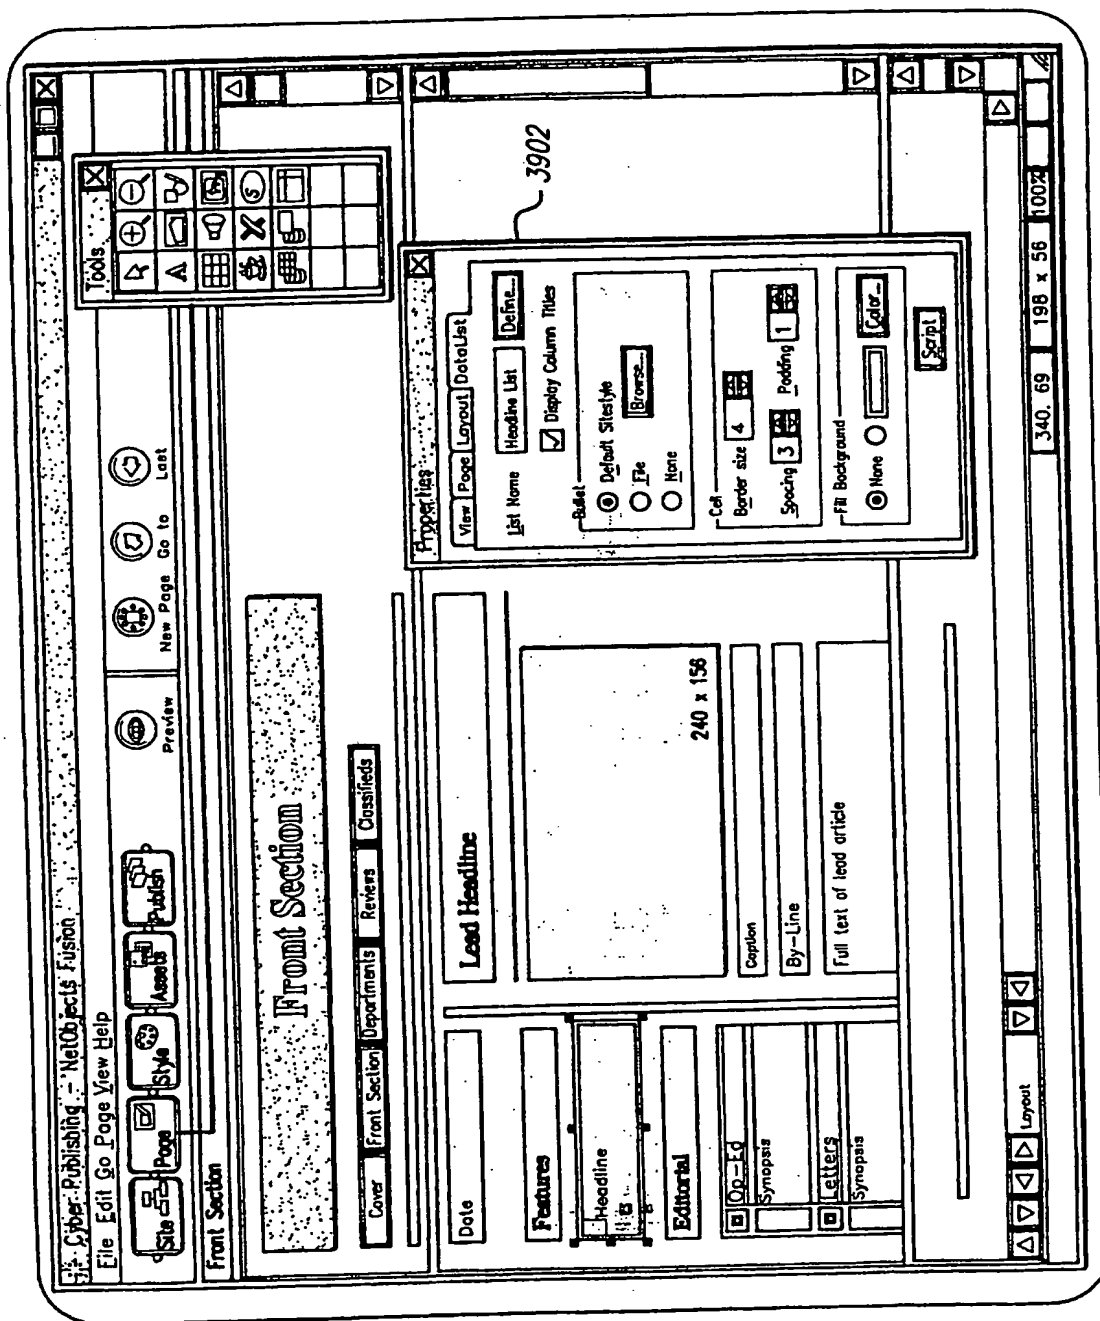 Cyber Publishing - NetObjects Fusion
File Edit Go Page View Help
Site Page Style Assets Publish
Preview New Page Go to Last
Tools
A
S
Front Section
Front Section
Cover Front Section Departments Reviews Classifieds
Date
Features
Headline
Editorial
Op-Ed
Synopsis
Letters
Synopsis
Lead Headline
240 x 156
Caption
By-Line
Full text of lead article
Properties
View Page Layout DataList
List Name Headline List Define...
Display Column Titles
Bullet
Default Sitestyle
File Browse...
None
Cell
Border size 4
Spacing 3 Padding 1
Fill Background
None Color...
Script
3902
Layout
340, 69 198 x 56 100%